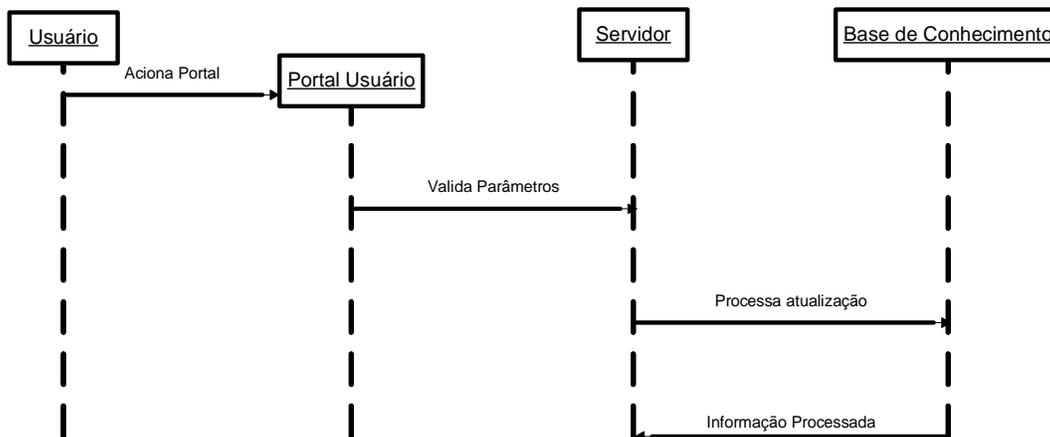 Usuário
Servidor
Base de Conhecimento
Aciona Portal
Portal Usuário
Valida Parâmetros
Processa atualização
Informação Processada